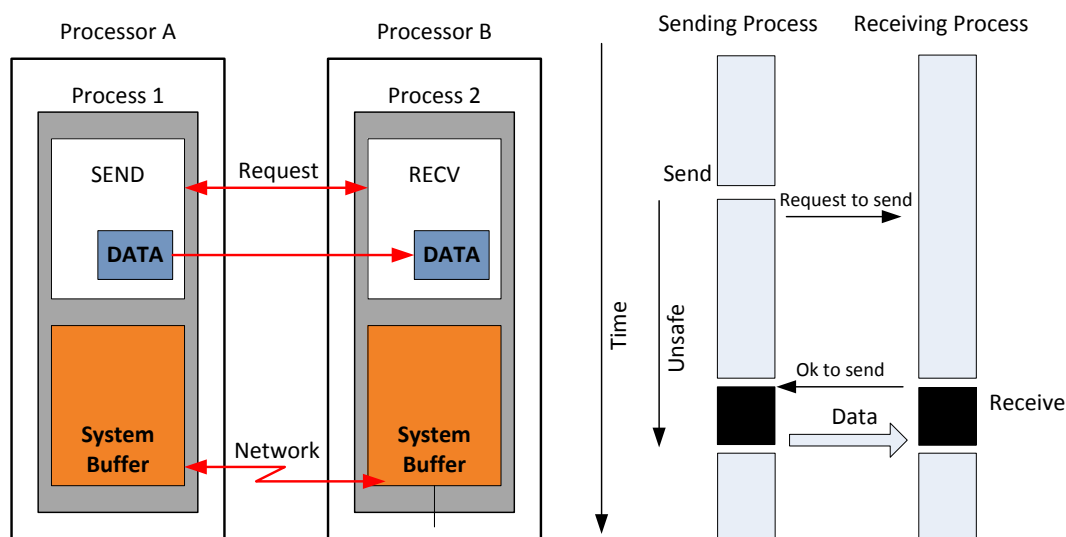 Processor A
Processor B
Process 1
Process 2
SEND
Request
RECV
DATA
DATA
System
Buffer
Network
System
Buffer
Sending Process
Receiving Process
Send
Request to send
Time
Unsafe
Ok to send
Data
Receive